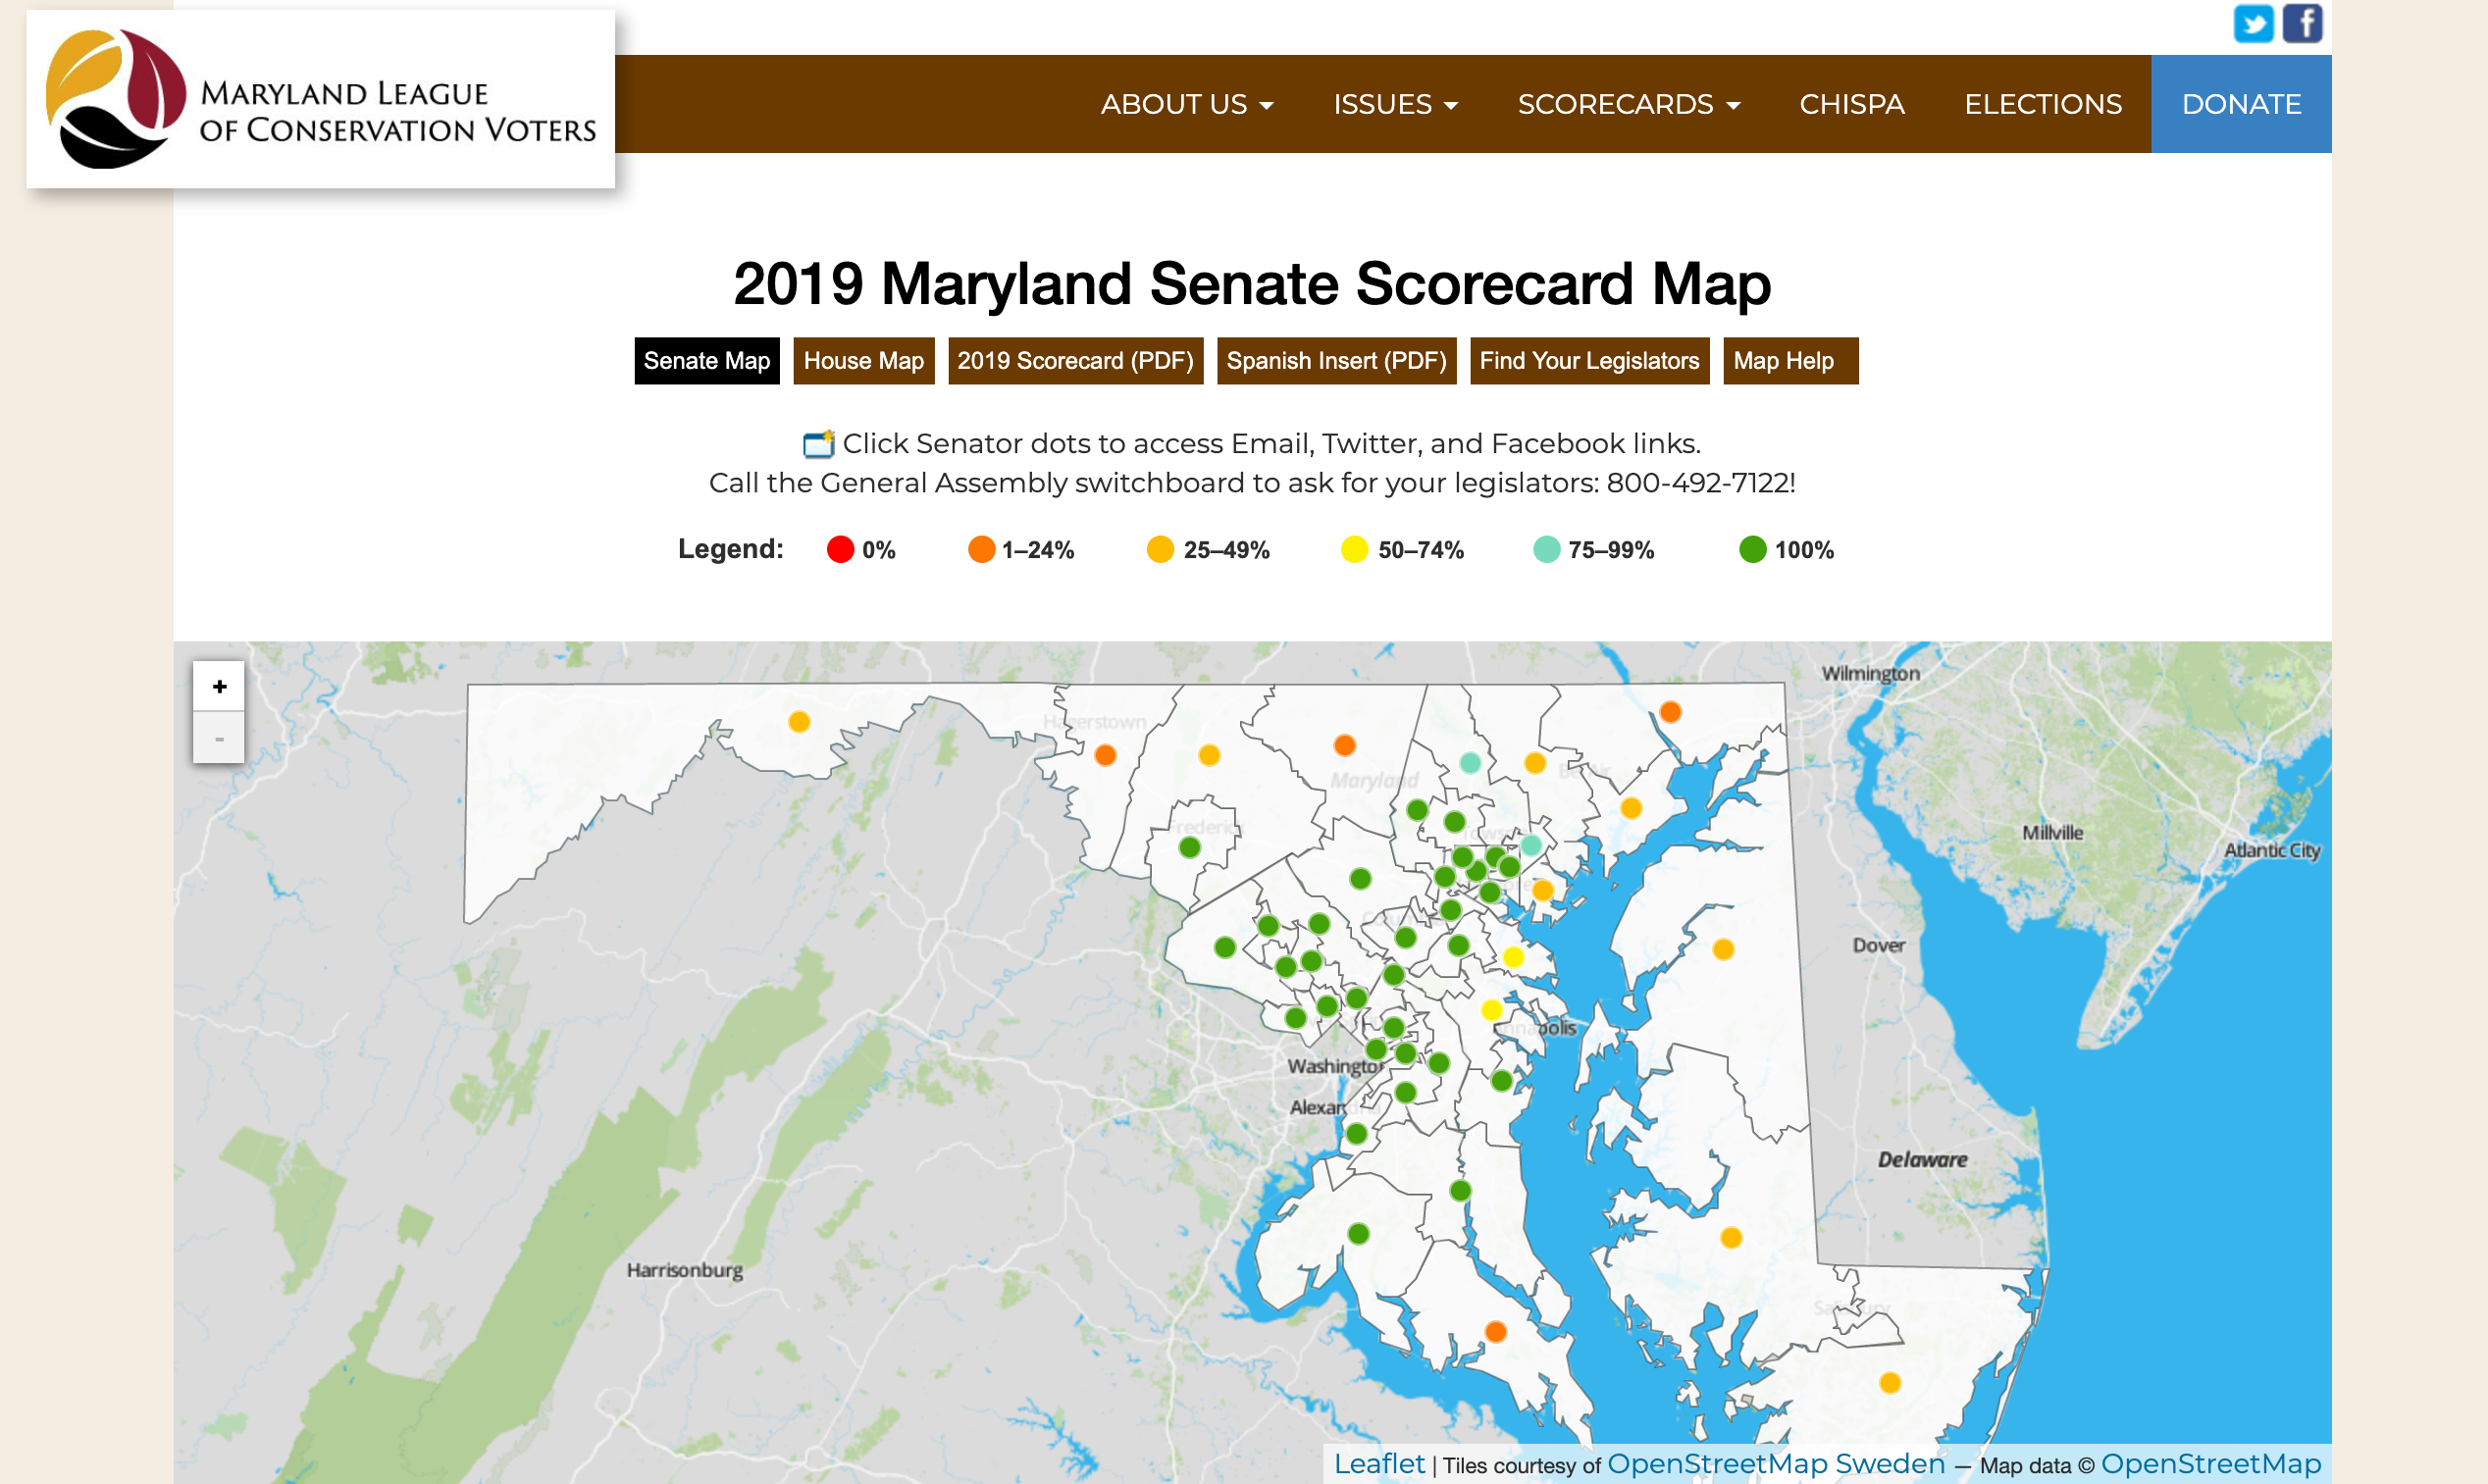 MARYLAND LEAGUE
OF CONSERVATION VOTERS
ABOUT US ISSUES SCORECARDS CHISPA ELECTIONS DONATE
2019 Maryland Senate Scorecard Map
Senate Map House Map 2019 Scorecard (PDF) Spanish Insert (PDF) Find Your Legislators Map Help
Click Senator dots to access Email, Twitter, and Facebook links.
Call the General Assembly switchboard to ask for your legislators: 800-492-7122!
Legend: 0% 1–24% 25–49% 50–74% 75–99% 100%
+
-
Wilmington
Hagerstown
Maryland
Bel Air
Frederick
Millville
Atlantic City
Dover
Annapolis
Washington
Alexandria
Delaware
Harrisonburg
Salisbury
Leaflet | Tiles courtesy of OpenStreetMap Sweden — Map data © OpenStreetMap